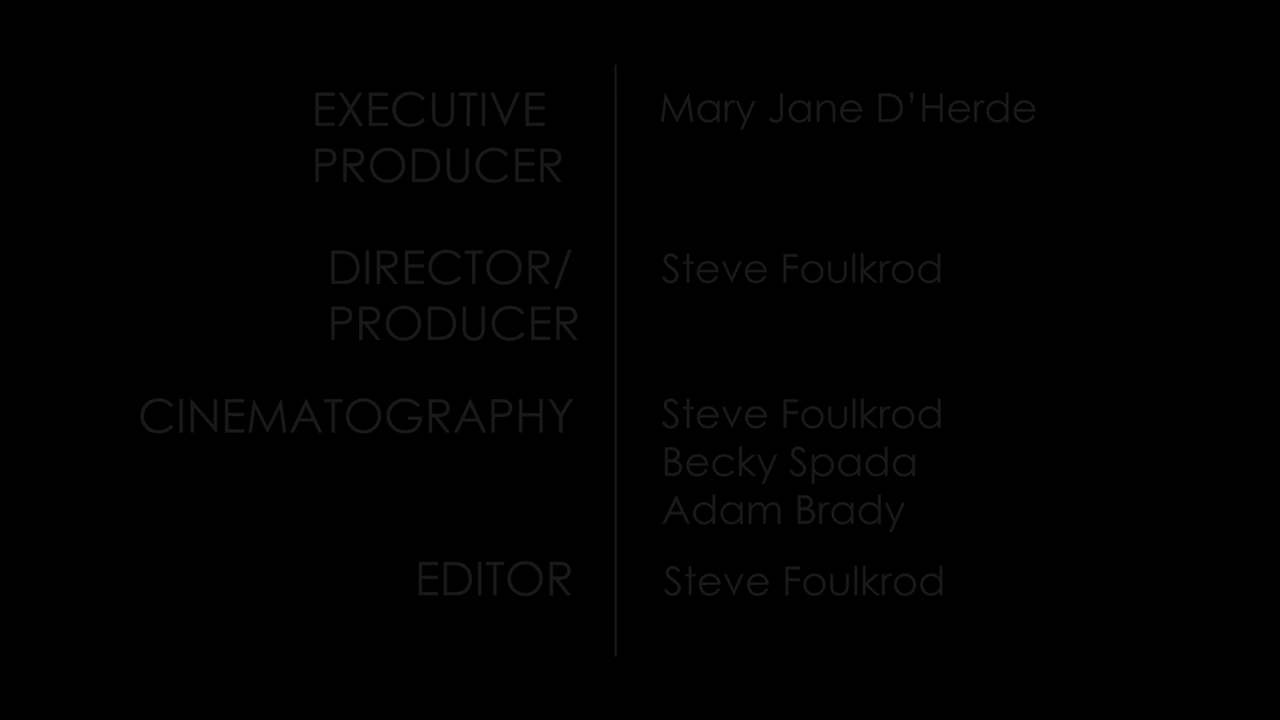 EXECUTIVE
PRODUCER
Mary Jane D’Herde
DIRECTOR/
PRODUCER
Steve Foulkrod
CINEMATOGRAPHY
Steve Foulkrod
Becky Spada
Adam Brady
EDITOR
Steve Foulkrod